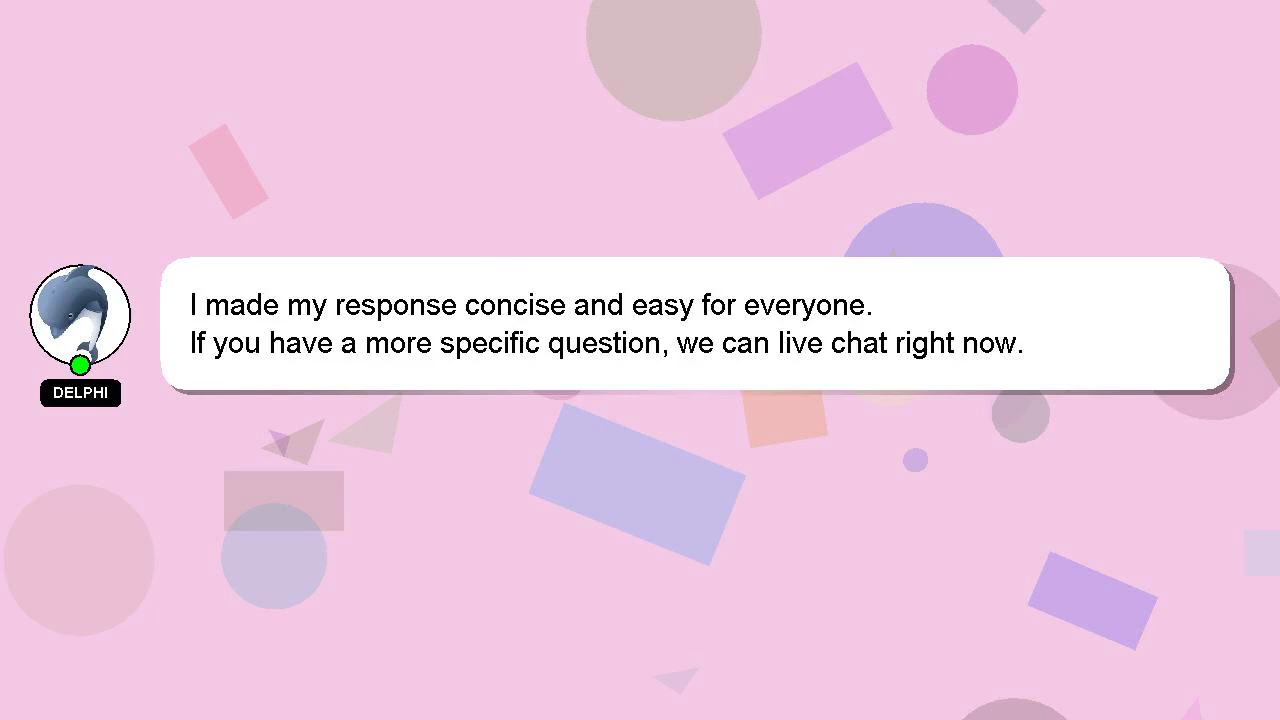 I made my response concise and easy for everyone.
If you have a more specific question, we can live chat right now.
DELPHI